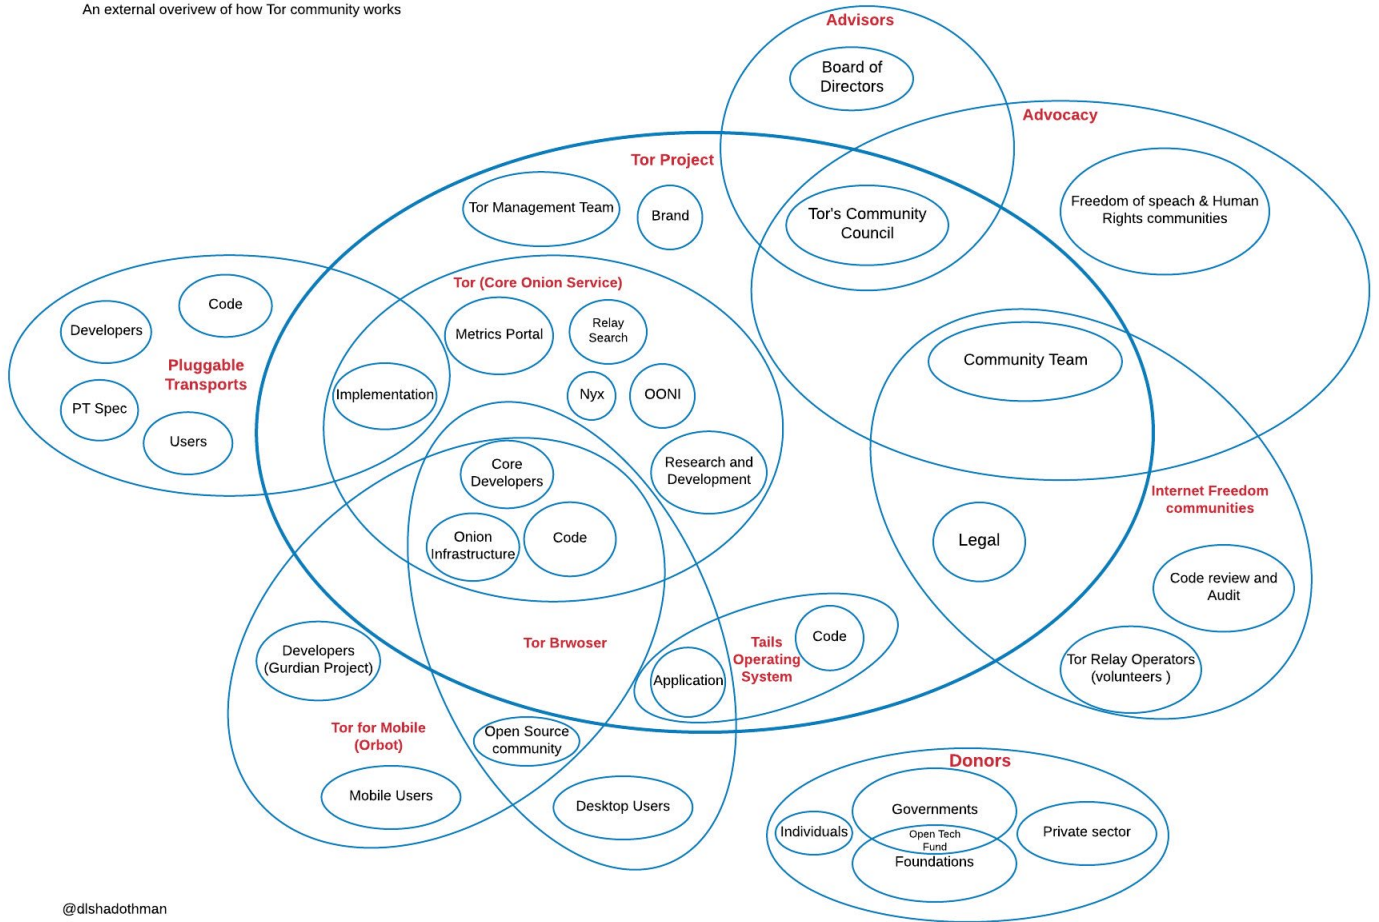 An external overivew of how Tor community works
Advisors
Board of
Directors
Advocacy
Tor Project
Freedom of speach & Human
Rights communities
Tor Management Team
Brand
Tor's Community
Council
Tor (Core Onion Service)
Code
Developers
Metrics Portal
Relay
Search
Pluggable
Transports
Community Team
Implementation
Nyx
OONI
PT Spec
Users
Core
Developers
Research and
Development
Internet Freedom
communities
Onion
Infrastructure
Code
Legal
Code review and
Audit
Developers
(Gurdian Project)
Tor Brwoser
Tails
Operating
System
Code
Application
Tor Relay Operators
(volunteers )
Tor for Mobile
(Orbot)
Open Source
community
Mobile Users
Desktop Users
Donors
Individuals
Governments
Open Tech
Fund
Foundations
Private sector
@dlshadothman